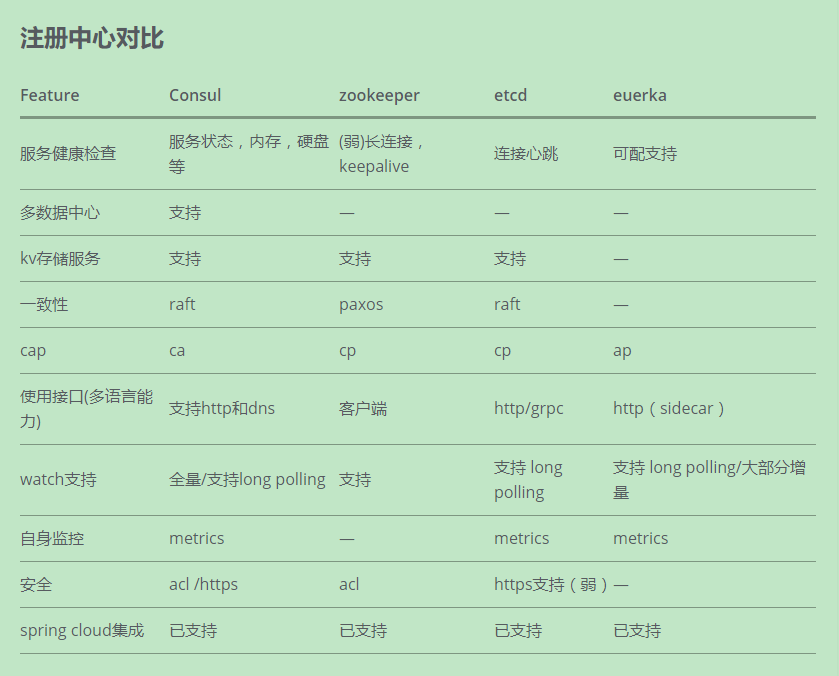 注册中心对比
Feature Consul zookeeper etcd euerka
服务健康检查 服务状态，内存，硬盘等 (弱)长连接，keepalive 连接心跳 可配支持
多数据中心 支持 — — —
kv存储服务 支持 支持 支持 —
一致性 raft paxos raft —
cap ca cp cp ap
使用接口(多语言能力) 支持http和dns 客户端 http/grpc http（sidecar）
watch支持 全量/支持long polling 支持 支持 long polling 支持 long polling/大部分增量
自身监控 metrics — metrics metrics
安全 acl /https acl https支持（弱） —
spring cloud集成 已支持 已支持 已支持 已支持